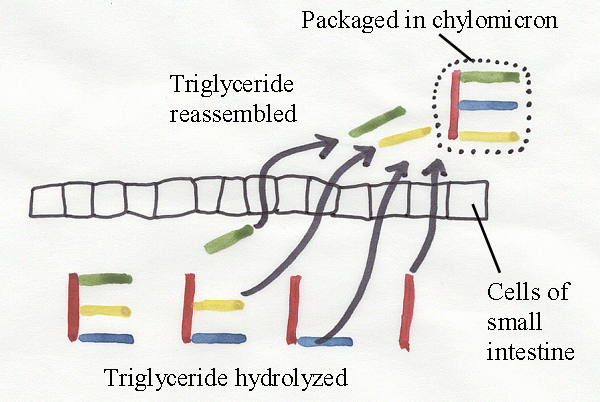 Packaged in chylomicron
Triglyceride
reassembled
Cells of
small
intestine
Triglyceride hydrolyzed